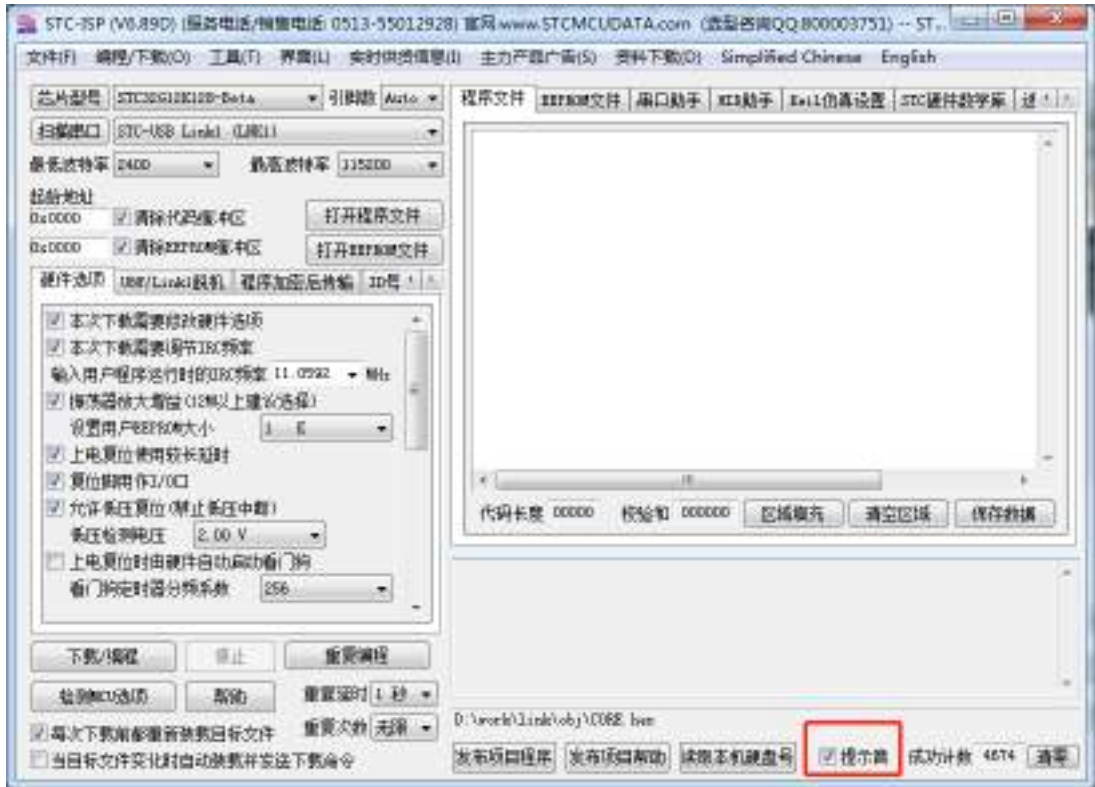 STC-ISP (V6.89D) (服务电话/销售电话: 0513-55012928) 官网:www.STCMCUDATA.com (选型咨询QQ:800003751) -- ST...
文件(F) 编程/下载(O) 工具(T) 界面(L) 实时供货信息(I) 主力产品广告(S) 资料下载(D) Simplified Chinese English
芯片型号 STC32G12K128-Beta 引脚数 Auto
扫描串口 STC-USB Link1 (LNK1)
最低波特率 2400 最高波特率 115200
起始地址
0x0000 清除代码缓冲区 打开程序文件
0x0000 清除EEPROM缓冲区 打开EEPROM文件
硬件选项 USB/Link1脱机 程序加密后传输 ID号
本次下载需要修改硬件选项
本次下载需要调节IRC频率
输入用户程序运行时的IRC频率 11.0592 MHz
振荡器放大增益(12M以上建议选择)
设置用户EEPROM大小 1 K
上电复位使用较长延时
复位脚用作I/O口
允许低压复位(禁止低压中断)
低压检测电压 2.00 V
上电复位时由硬件自动启动看门狗
看门狗定时器分频系数 256
下载/编程 停止 重复编程
检测MCU选项 帮助 重复延时 1 秒
每次下载前都重新装载目标文件 重复次数 无限
当目标文件变化时自动装载并发送下载命令
程序文件 EEPROM文件 串口助手 HID助手 Keil仿真设置 STC硬件数学库
代码长度 00000 校验和 000000 区域填充 清空区域 保存数据
D:\work\link\obj\CORE.hex
发布项目程序 发布项目帮助 读取本机硬盘号 提示音 成功计数 4674 清零